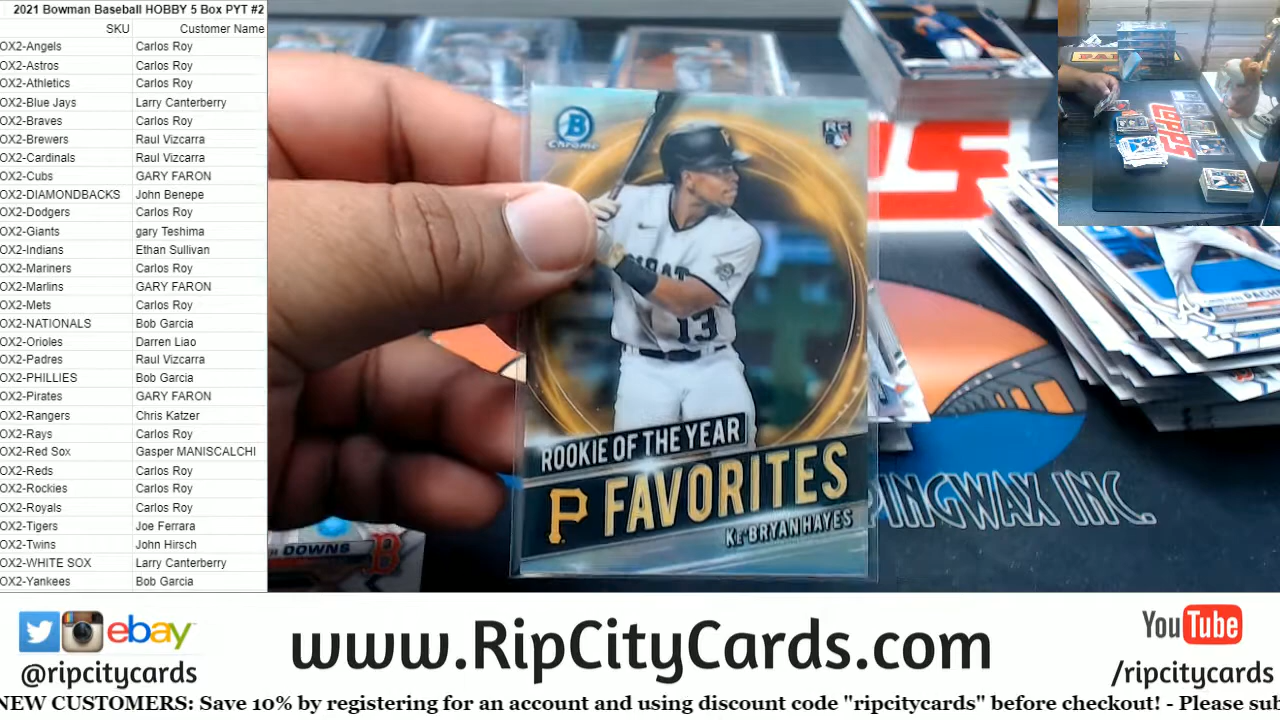 2021 Bowman Baseball HOBBY 5 Box PYT #2
SKU Customer Name
OX2-Angels Carlos Roy
OX2-Astros Carlos Roy
OX2-Athletics Carlos Roy
OX2-Blue Jays Larry Canterberry
OX2-Braves Carlos Roy
OX2-Brewers Raul Vizcarra
OX2-Cardinals Raul Vizcarra
OX2-Cubs GARY FARON
OX2-DIAMONDBACKS John Benepe
OX2-Dodgers Carlos Roy
OX2-Giants gary Teshima
OX2-Indians Ethan Sullivan
OX2-Mariners Carlos Roy
OX2-Marlins GARY FARON
OX2-Mets Carlos Roy
OX2-NATIONALS Bob Garcia
OX2-Orioles Darren Liao
OX2-Padres Raul Vizcarra
OX2-PHILLIES Bob Garcia
OX2-Pirates GARY FARON
OX2-Rangers Chris Katzer
OX2-Rays Carlos Roy
OX2-Red Sox Gasper MANISCALCHI
OX2-Reds Carlos Roy
OX2-Rockies Carlos Roy
OX2-Royals Carlos Roy
OX2-Tigers Joe Ferrara
OX2-Twins John Hirsch
OX2-WHITE SOX Larry Canterberry
OX2-Yankees Bob Garcia
B
Chrome
RC
13
ROOKIE OF THE YEAR
P FAVORITES
KE'BRYAN HAYES
DOWNS
B
PINGWAX INC.
ebay
@ripcitycards
www.RipCityCards.com
YouTube
/ripcitycards
NEW CUSTOMERS: Save 10% by registering for an account and using discount code "ripcitycards" before checkout! - Please sul